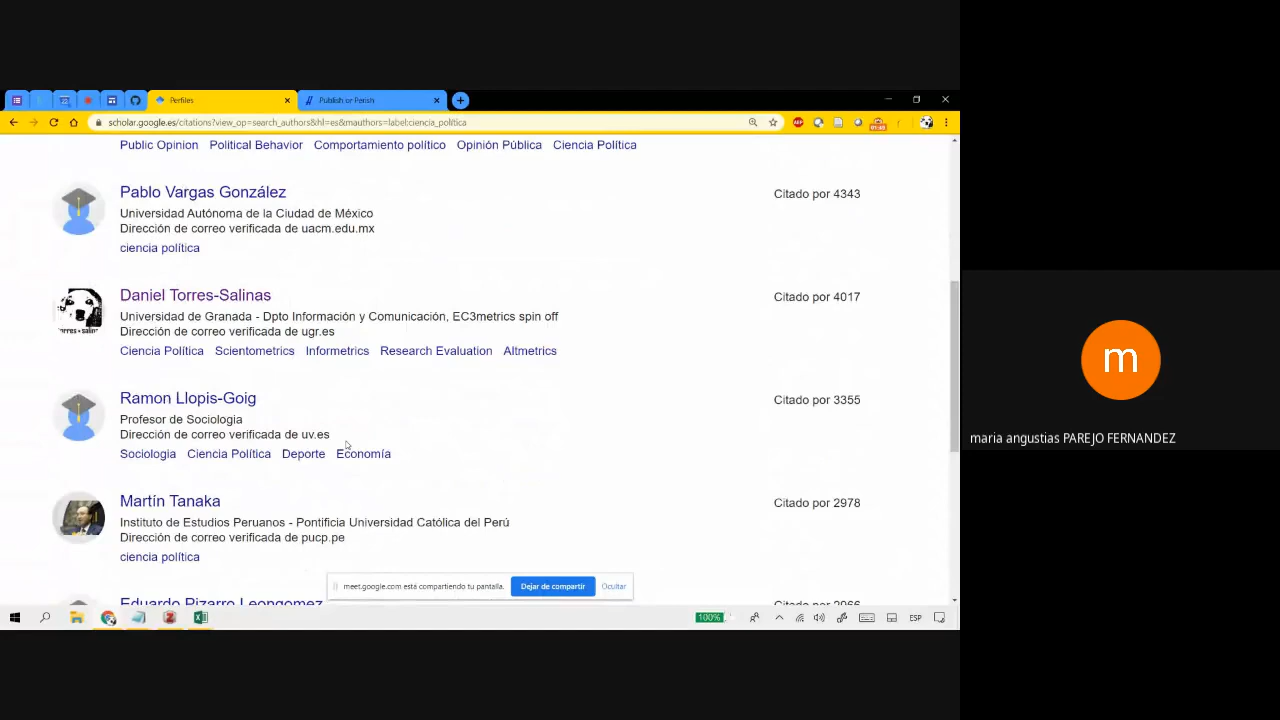 Perfiles
Publish or Perish
scholar.google.es/citations?view_op=search_authors&hl=es&mauthors=label:ciencia_política
Public Opinion Political Behavior Comportamiento político Opinión Pública Ciencia Política
Pablo Vargas González
Citado por 4343
Universidad Autónoma de la Ciudad de México
Dirección de correo verificada de uacm.edu.mx
ciencia política
Daniel Torres-Salinas
Citado por 4017
Universidad de Granada - Dpto Información y Comunicación, EC3metrics spin off
Dirección de correo verificada de ugr.es
Ciencia Política Scientometrics Informetrics Research Evaluation Altmetrics
Ramon Llopis-Goig
Citado por 3355
Profesor de Sociologia
Dirección de correo verificada de uv.es
Sociologia Ciencia Política Deporte Economía
Martín Tanaka
Citado por 2978
Instituto de Estudios Peruanos - Pontificia Universidad Católica del Perú
Dirección de correo verificada de pucp.pe
ciencia política
meet.google.com está compartiendo tu pantalla. Dejar de compartir Ocultar
Eduardo Pizarro Leongomez
Citado por 2966
100%
ESP
m
maria angustias PAREJO FERNANDEZ